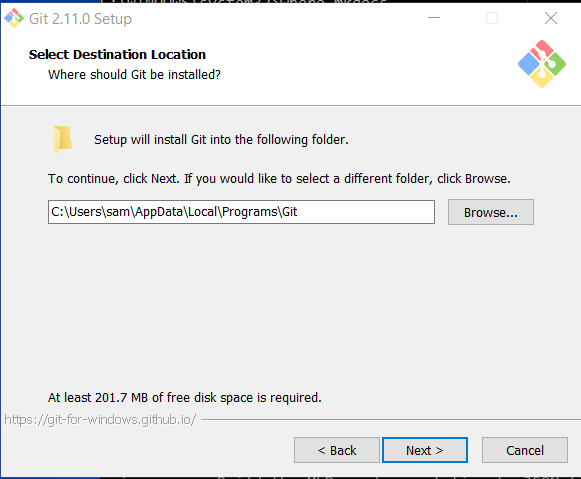 Git 2.11.0 Setup
Select Destination Location
Where should Git be installed?
Setup will install Git into the following folder.
To continue, click Next. If you would like to select a different folder, click Browse.
C:\Users\sam\AppData\Local\Programs\Git
Browse...
At least 201.7 MB of free disk space is required.
https://git-for-windows.github.io/
< Back
Next >
Cancel